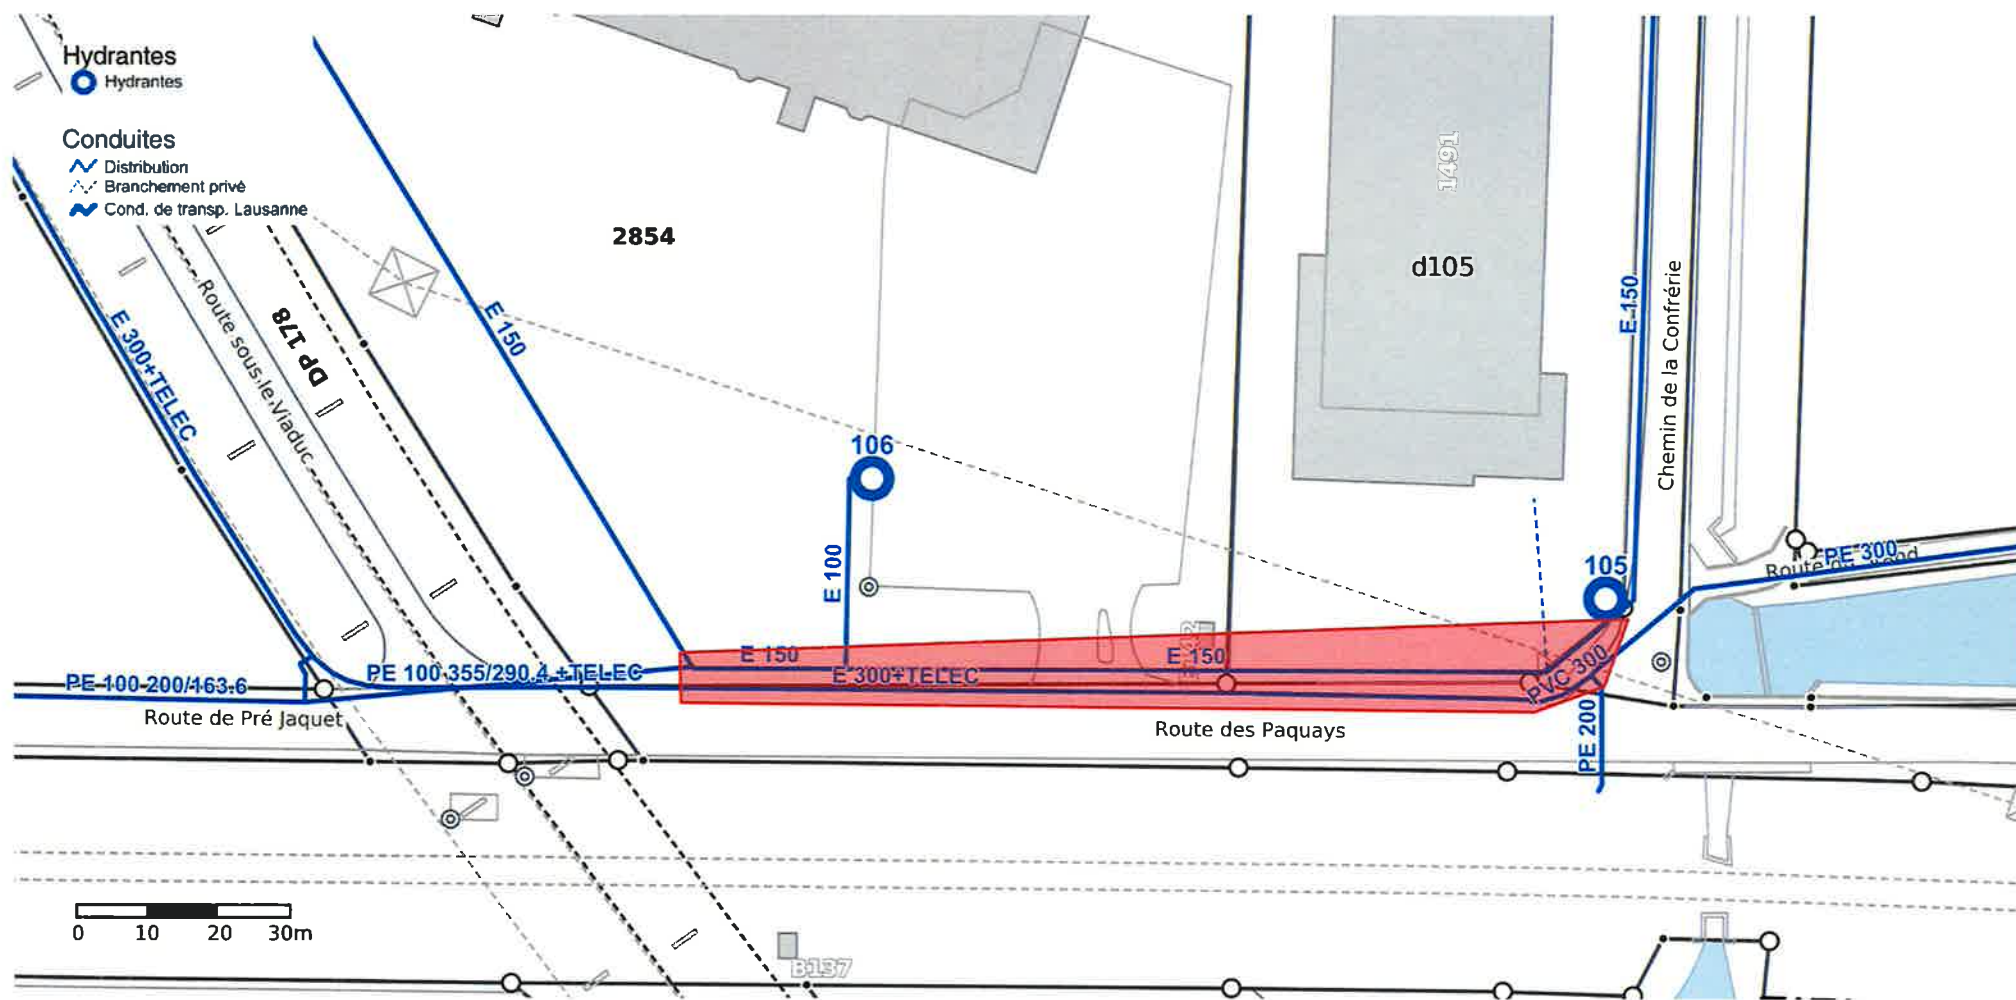 Hydrantes
Hydrantes
Conduites
Distribution
Branchement privé
Cond. de transp. Lausanne
2854
1491
d105
E 150
E 150
Chemin de la Confrérie
Route sous le Viaduc
DP 178
E 300+TELEC
106
E 100
105
PE 300
E 150
E 150
E 300+TELEC
PVC 300
PE 100 355/290.4 +TELEC
PE 100 200/163.6
Route de Pré Jaquet
Route des Paquays
PE 200
0 10 20 30m
B137